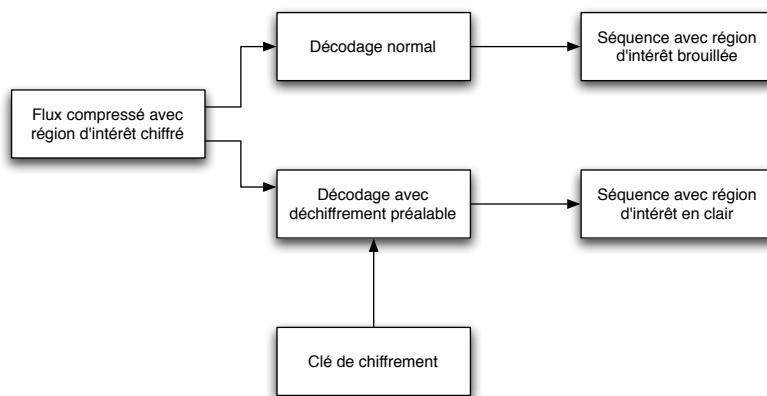 Décodage normal
Séquence avec région
d'intérêt brouillée
Flux compressé avec
région d'intérêt chiffré
Décodage avec
déchiffrement préalable
Séquence avec région
d'intérêt en clair
Clé de chiffrement